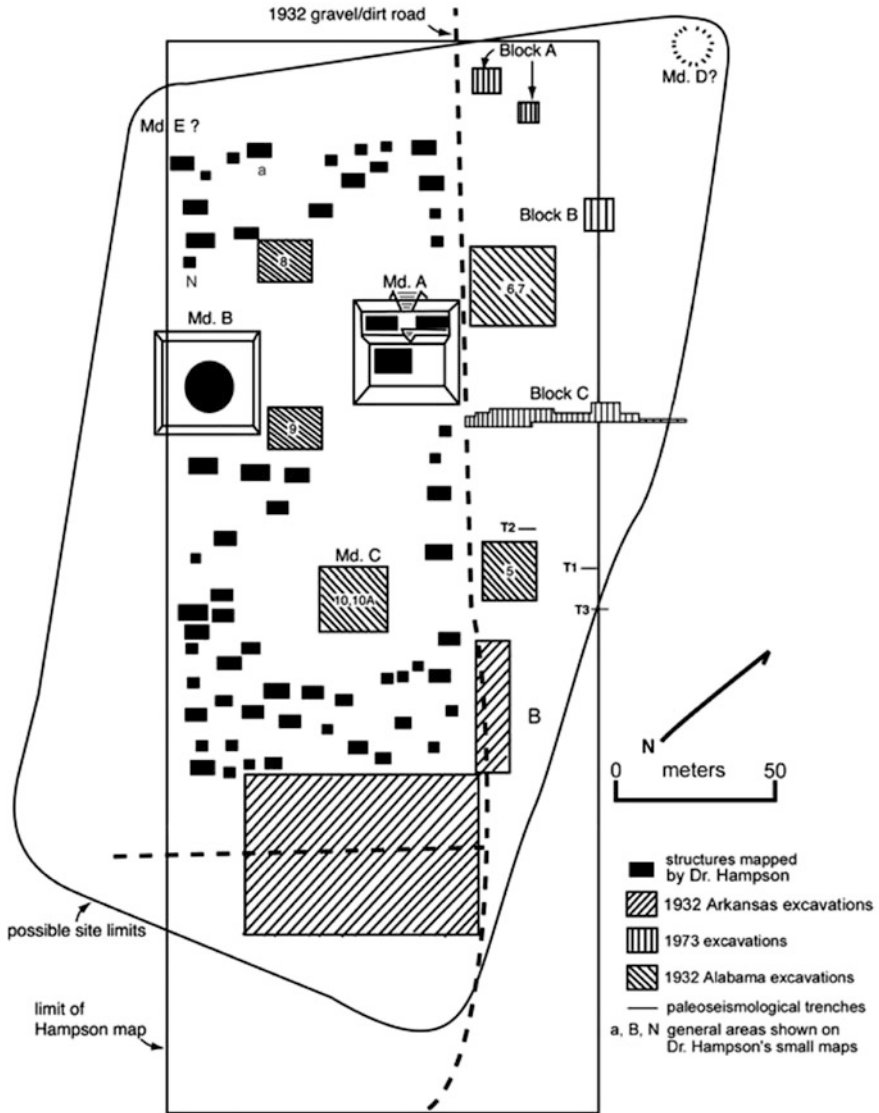 1932 gravel/dirt road
Block A
Md. D?
Md. E ?
a
Block B
N
8
6,7
Md. A
Md. B
Block C
9
T2
Md. C
5
T1
10,10A
T3
B
N
0 meters 50
structures mapped
by Dr. Hampson
1932 Arkansas excavations
possible site limits
1973 excavations
1932 Alabama excavations
limit of
Hampson map
paleoseismological trenches
a, B, N general areas shown on
Dr. Hampson's small maps